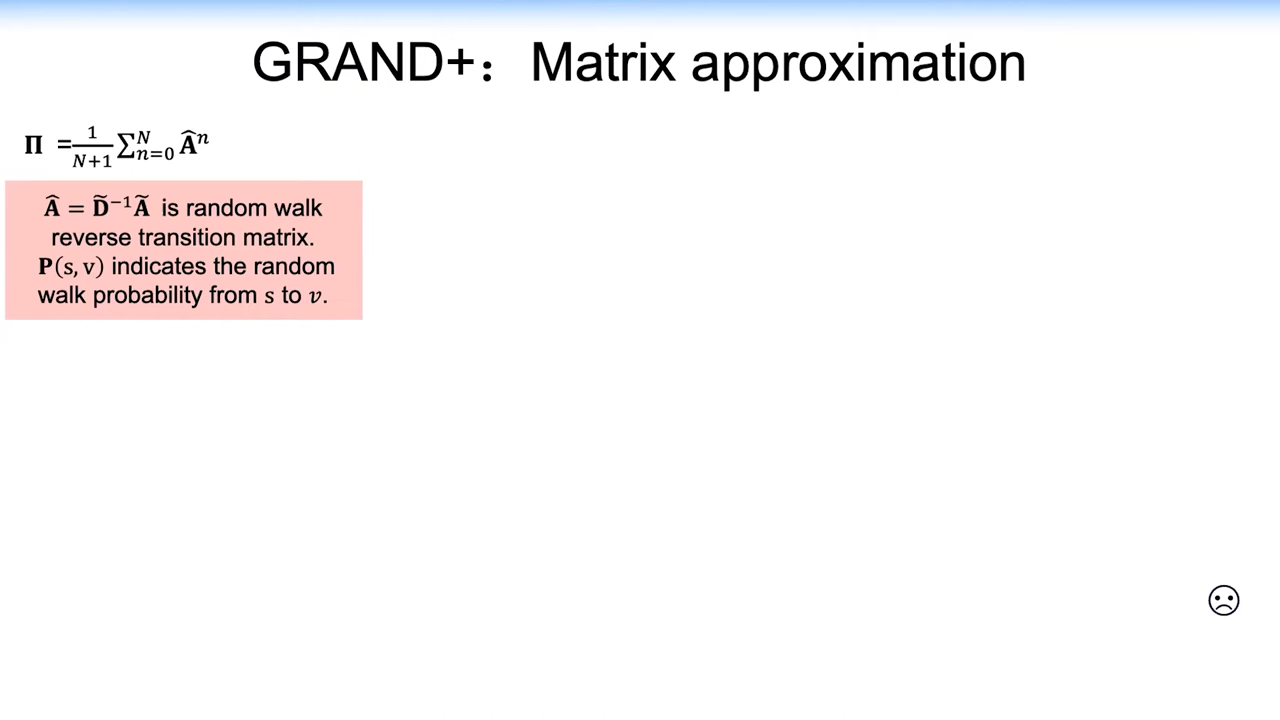 GRAND+： Matrix approximation
𝚷 = 1/(N+1) ∑_{n=0}^{N} Â^n
Â = D̃⁻¹Ã is random walk
reverse transition matrix.
P(s, v) indicates the random
walk probability from s to v.